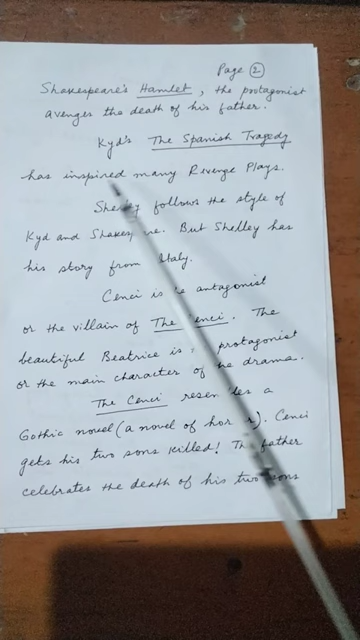 Page 2
Shakespeare's Hamlet, the protagonist
avenges the death of his father.
Kyd's The Spanish Tragedy
has inspired many Revenge Plays.
Shelley follows the style of
Kyd and Shakespeare. But Shelley has
his story from Italy.
Cenci is the antagonist
or the villain of The Cenci. The
beautiful Beatrice is protagonist
or the main character of the drama.
The Cenci resembles a
Gothic novel (a novel of horror). Cenci
gets his two sons killed! The father
celebrates the death of his two sons